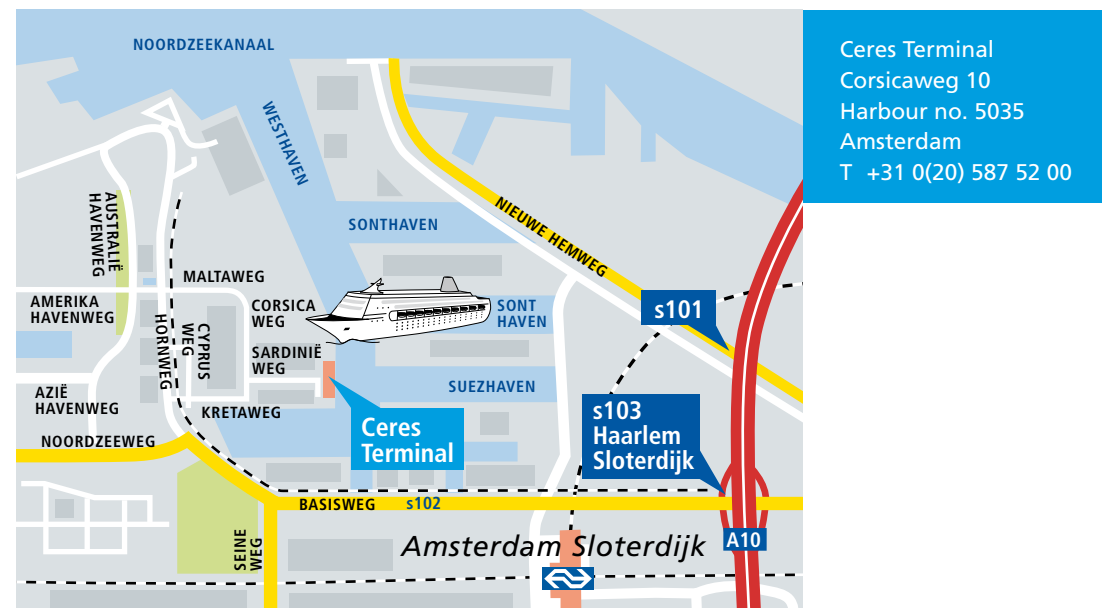 NOORDZEEKANAAL
WESTHAVEN
SONTHAVEN
NIEUWE HEMWEG
AUSTRALIË
HAVENWEG
MALTAWEG
AMERIKA
HAVENWEG
CORSICA
WEG
SONT
HAVEN
s101
HORNWEG
CYPRUS
WEG
SARDINIË
WEG
SUEZHAVEN
AZIË
HAVENWEG
KRETAWEG
Ceres
Terminal
s103
Haarlem
Sloterdijk
NOORDZEEWEG
BASISWEG
s102
SEINE
WEG
Amsterdam Sloterdijk
A10
Ceres Terminal
Corsicaweg 10
Harbour no. 5035
Amsterdam
T +31 0(20) 587 52 00